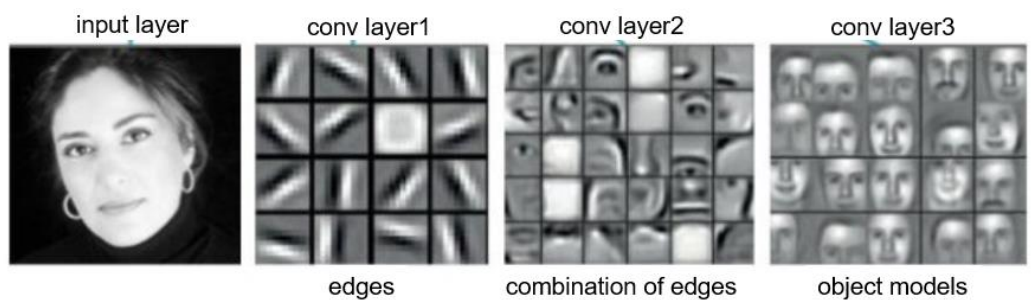 input layer
conv layer1
conv layer2
conv layer3
edges
combination of edges
object models